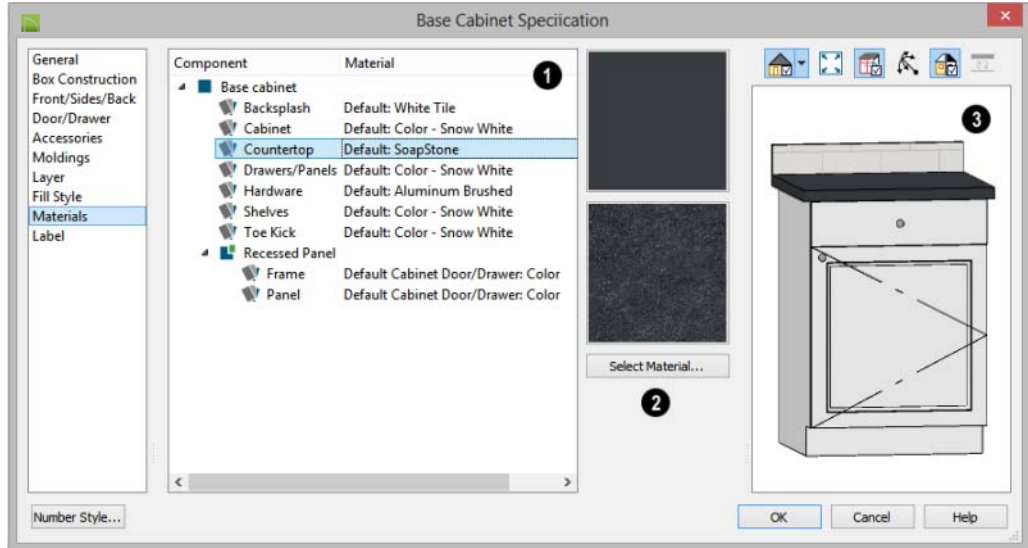 Base Cabinet Speciication
General
Box Construction
Front/Sides/Back
Door/Drawer
Accessories
Moldings
Layer
Fill Style
Materials
Label
Component Material
1
Base cabinet
Backsplash Default: White Tile
Cabinet Default: Color - Snow White
Countertop Default: SoapStone
Drawers/Panels Default: Color - Snow White
Hardware Default: Aluminum Brushed
Shelves Default: Color - Snow White
Toe Kick Default: Color - Snow White
Recessed Panel
Frame Default Cabinet Door/Drawer: Color
Panel Default Cabinet Door/Drawer: Color
Select Material...
2
3
Number Style...
OK Cancel Help